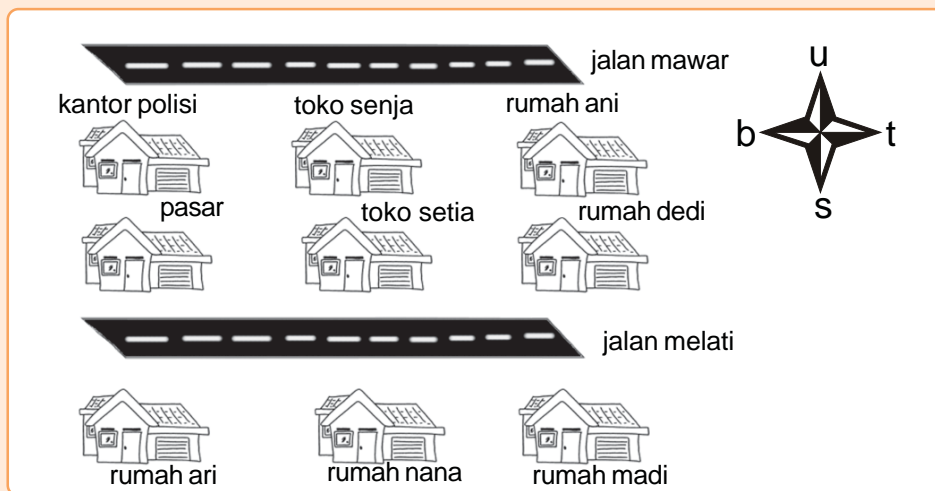 jalan mawar
u
kantor polisi toko senja rumah ani
b t
pasar toko setia rumah dedi
s
jalan melati
rumah ari rumah nana rumah madi